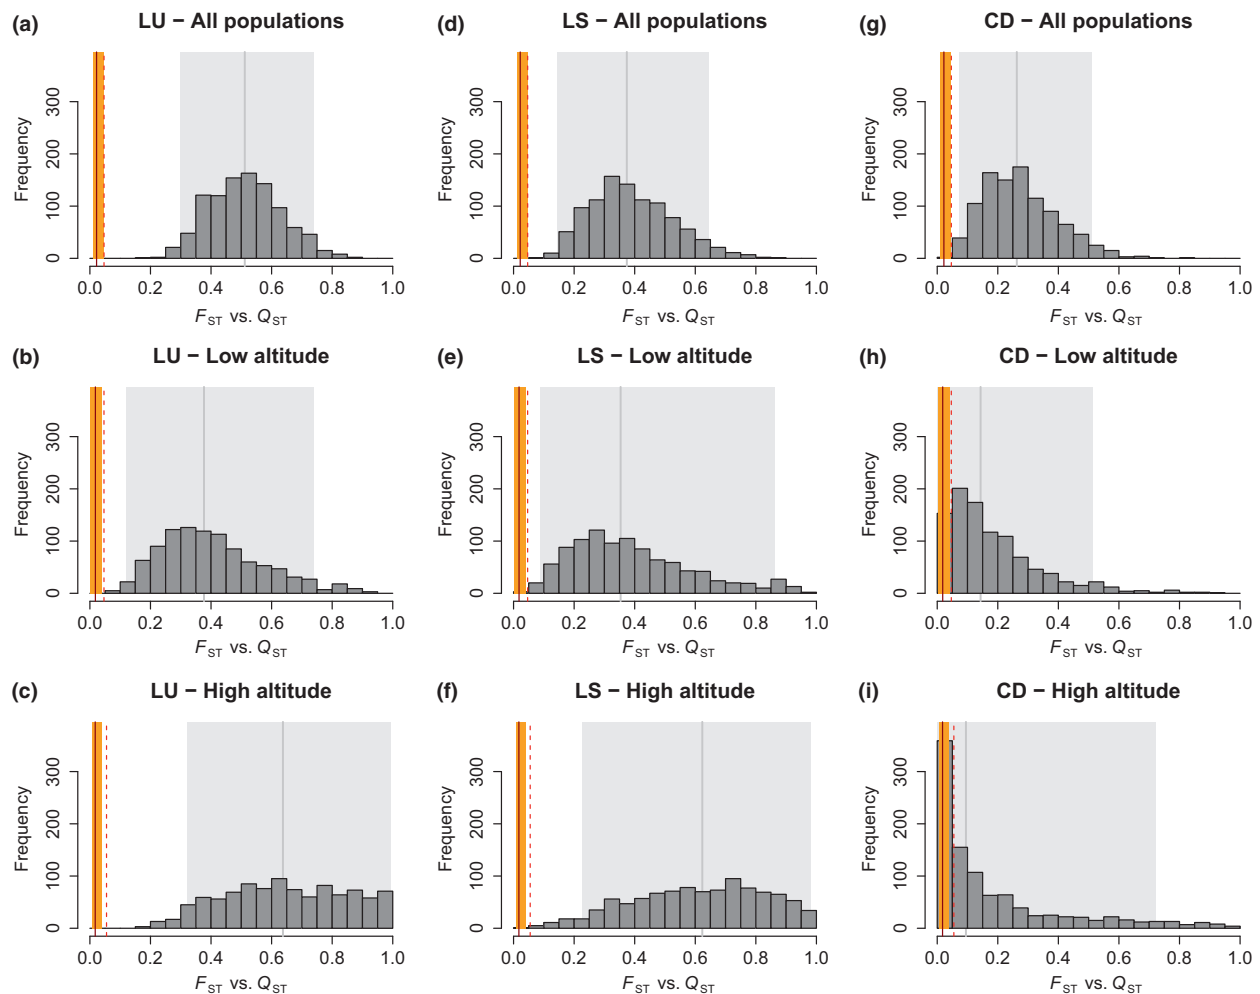 (a) LU − All populations
Frequency
0 100 200 300
0.0 0.2 0.4 0.6 0.8 1.0
FST vs. QST
(d) LS − All populations
Frequency
0 100 200 300
0.0 0.2 0.4 0.6 0.8 1.0
FST vs. QST
(g) CD − All populations
Frequency
0 100 200 300
0.0 0.2 0.4 0.6 0.8 1.0
FST vs. QST
(b) LU − Low altitude
Frequency
0 100 200 300
0.0 0.2 0.4 0.6 0.8 1.0
FST vs. QST
(e) LS − Low altitude
Frequency
0 100 200 300
0.0 0.2 0.4 0.6 0.8 1.0
FST vs. QST
(h) CD − Low altitude
Frequency
0 100 200 300
0.0 0.2 0.4 0.6 0.8 1.0
FST vs. QST
(c) LU − High altitude
Frequency
0 100 200 300
0.0 0.2 0.4 0.6 0.8 1.0
FST vs. QST
(f) LS − High altitude
Frequency
0 100 200 300
0.0 0.2 0.4 0.6 0.8 1.0
FST vs. QST
(i) CD − High altitude
Frequency
0 100 200 300
0.0 0.2 0.4 0.6 0.8 1.0
FST vs. QST